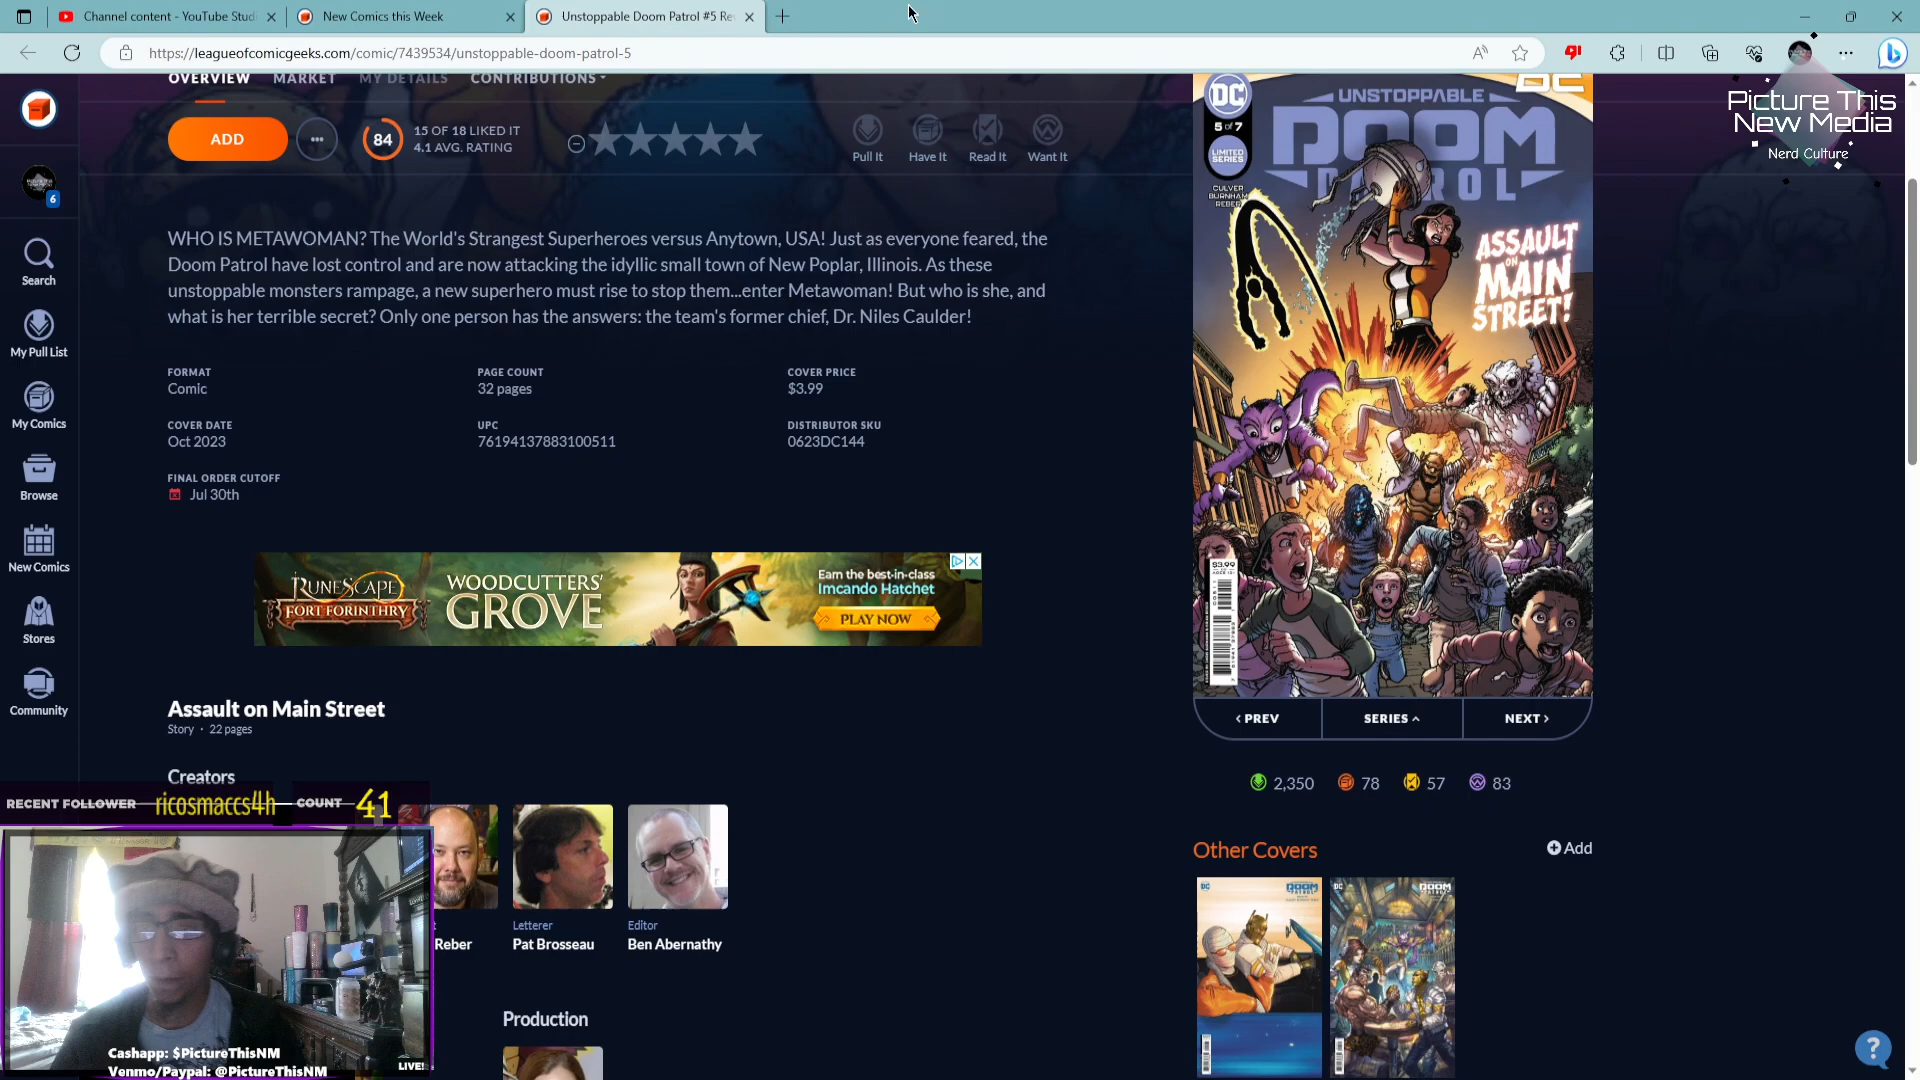 Channel content - YouTube Studi
New Comics this Week
Unstoppable Doom Patrol #5 Re
https://leagueofcomicgeeks.com/comic/7439534/unstoppable-doom-patrol-5
OVERVIEW
MARKET
MY DETAILS
CONTRIBUTIONS
ADD
84
15 OF 18 LIKED IT
4.1 AVG. RATING
Pull It
Have It
Read It
Want It
6
Search
My Pull List
My Comics
Browse
New Comics
Stores
Community
WHO IS METAWOMAN? The World's Strangest Superheroes versus Anytown, USA! Just as everyone feared, the
Doom Patrol have lost control and are now attacking the idyllic small town of New Poplar, Illinois. As these
unstoppable monsters rampage, a new superhero must rise to stop them...enter Metawoman! But who is she, and
what is her terrible secret? Only one person has the answers: the team's former chief, Dr. Niles Caulder!
FORMAT
Comic
PAGE COUNT
32 pages
COVER PRICE
$3.99
COVER DATE
Oct 2023
UPC
76194137883100511
DISTRIBUTOR SKU
0623DC144
FINAL ORDER CUTOFF
Jul 30th
RUNESCAPE
FORT FORINTHRY
WOODCUTTERS'
GROVE
Earn the best-in-class
Imcando Hatchet
PLAY NOW
Assault on Main Street
Story · 22 pages
Creators
Reber
Letterer
Pat Brosseau
Editor
Ben Abernathy
Production
RECENT FOLLOWER
ricosmaccs4h
COUNT
41
Cashapp: $PictureThisNM
Venmo/Paypal: @PictureThisNM
LIVE!
DC
5 of 7
LIMITED
SERIES
CULVER
BURNHAM
REBER
UNSTOPPABLE
DOOM
PATROL
ASSAULT
ON
MAIN
STREET!
$3.99
PREV
SERIES
NEXT
2,350
78
57
83
Other Covers
Add
DOOM
DOOM
Picture This
New Media
Nerd Culture
?